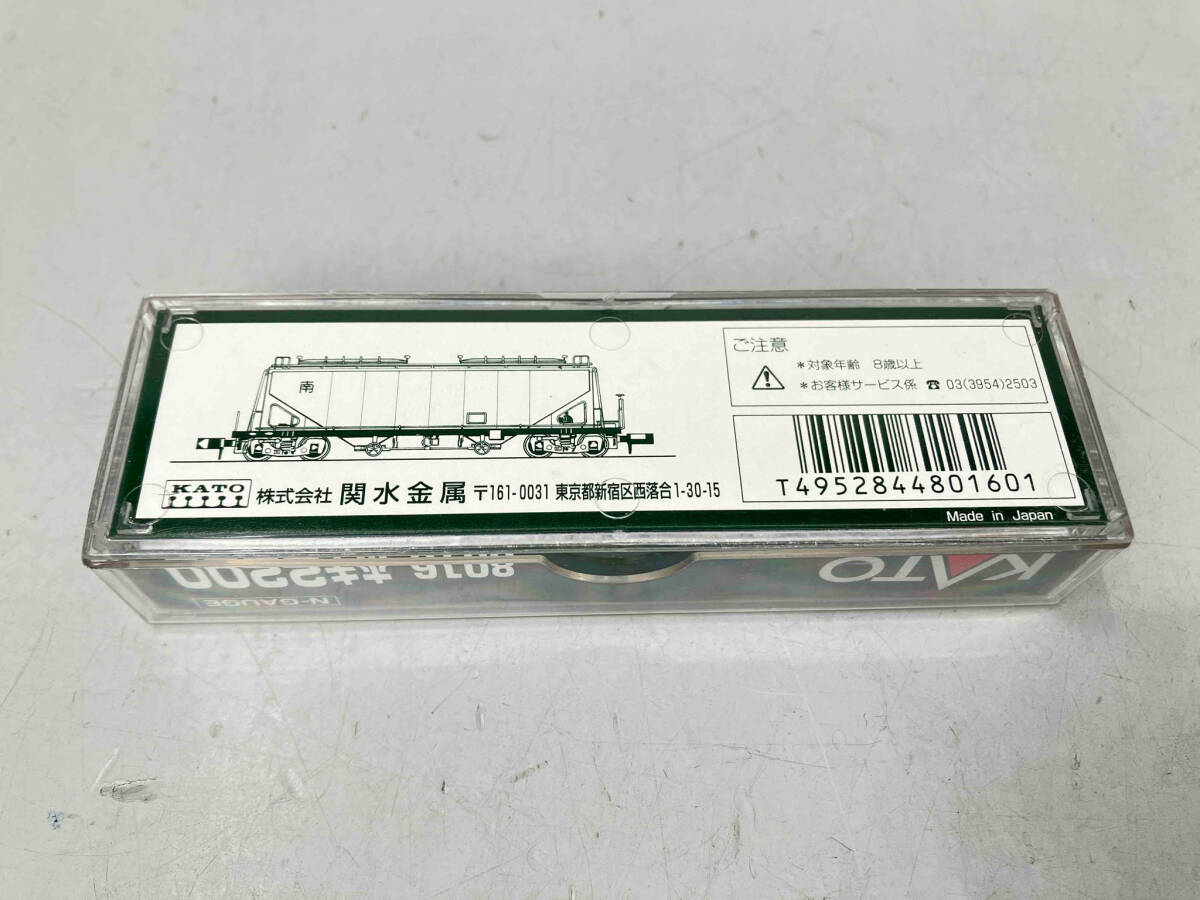 南
KATO
株式会社 関水金属 〒161-0031 東京都新宿区西落合1-30-15
ご注意
*対象年齢 8歳以上
*お客様サービス係 ☎ 03(3954)2503
T4952844801601
Made in Japan
KATO
8016 ホキ2200
N-GAUGE